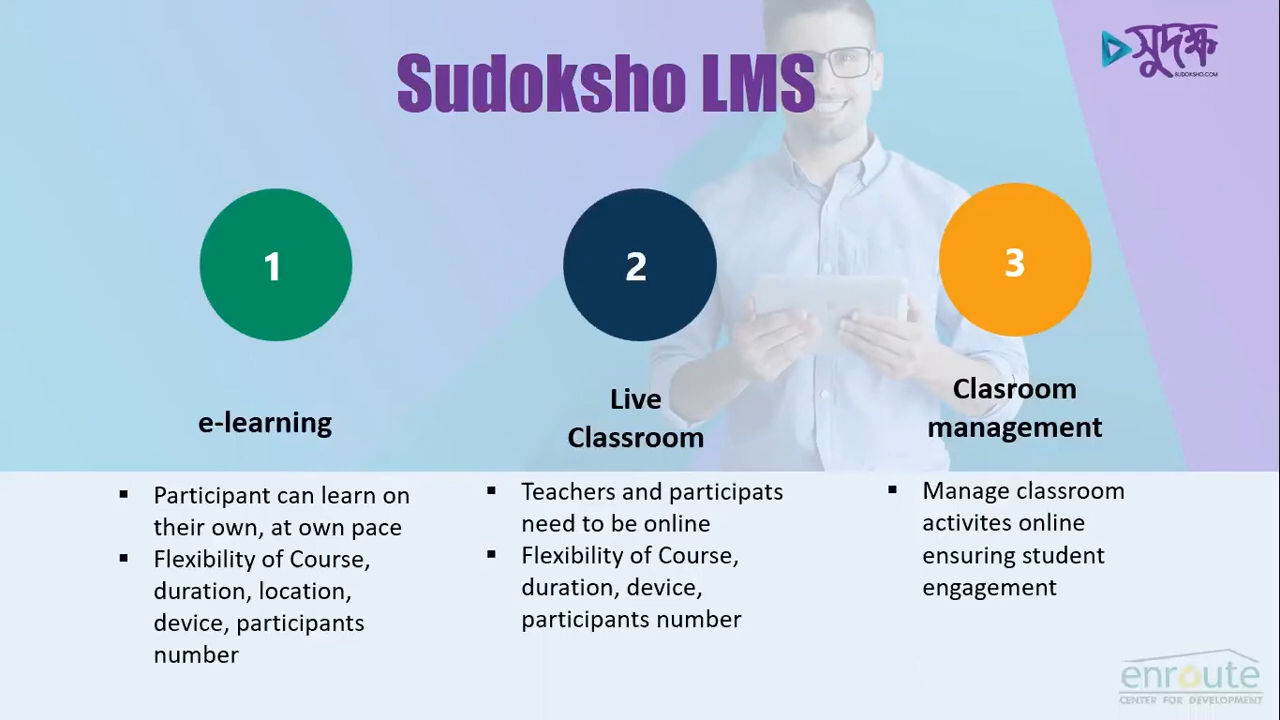 Sudoksho LMS
সুদক্ষ
SUDOKSHO.COM
1
2
3
e-learning
Live
Classroom
Clasroom
management
▪ Participant can learn on
their own, at own pace
▪ Flexibility of Course,
duration, location,
device, participants
number
▪ Teachers and participats
need to be online
▪ Flexibility of Course,
duration, device,
participants number
▪ Manage classroom
activites online
ensuring student
engagement
enroute
CENTER FOR DEVELOPMENT